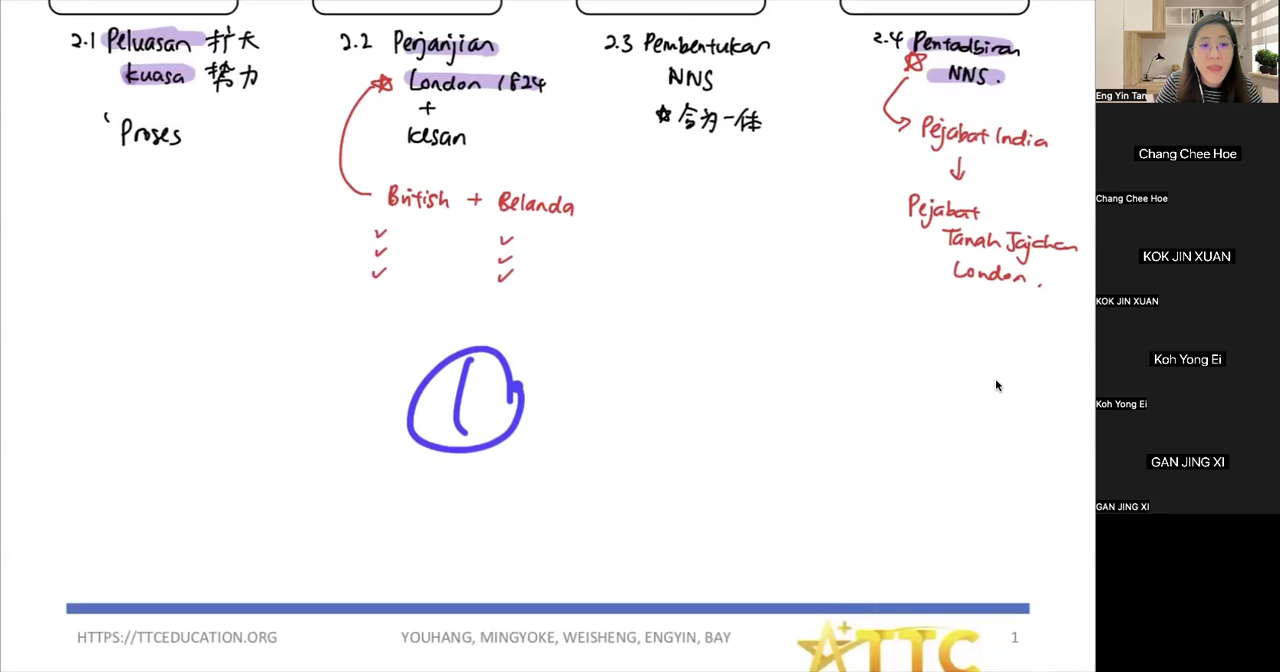 2.1 Peluasan 扩大
kuasa 势力
Proses
2.2 Perjanjian
London 1824
+
kesan
British + Belanda
2.3 Pembentukan
NNS
合为一体
2.4 Pentadbiran
NNS.
Pejabat India
Pejabat
Tanah Jajahan
London.
1
HTTPS://TTCEDUCATION.ORG
YOUHANG, MINGYOKE, WEISHENG, ENGYIN, BAY
TTC
1
Eng Yin Tan
Chang Chee Hoe
Chang Chee Hoe
KOK JIN XUAN
KOK JIN XUAN
Koh Yong Ei
Koh Yong Ei
GAN JING XI
GAN JING XI